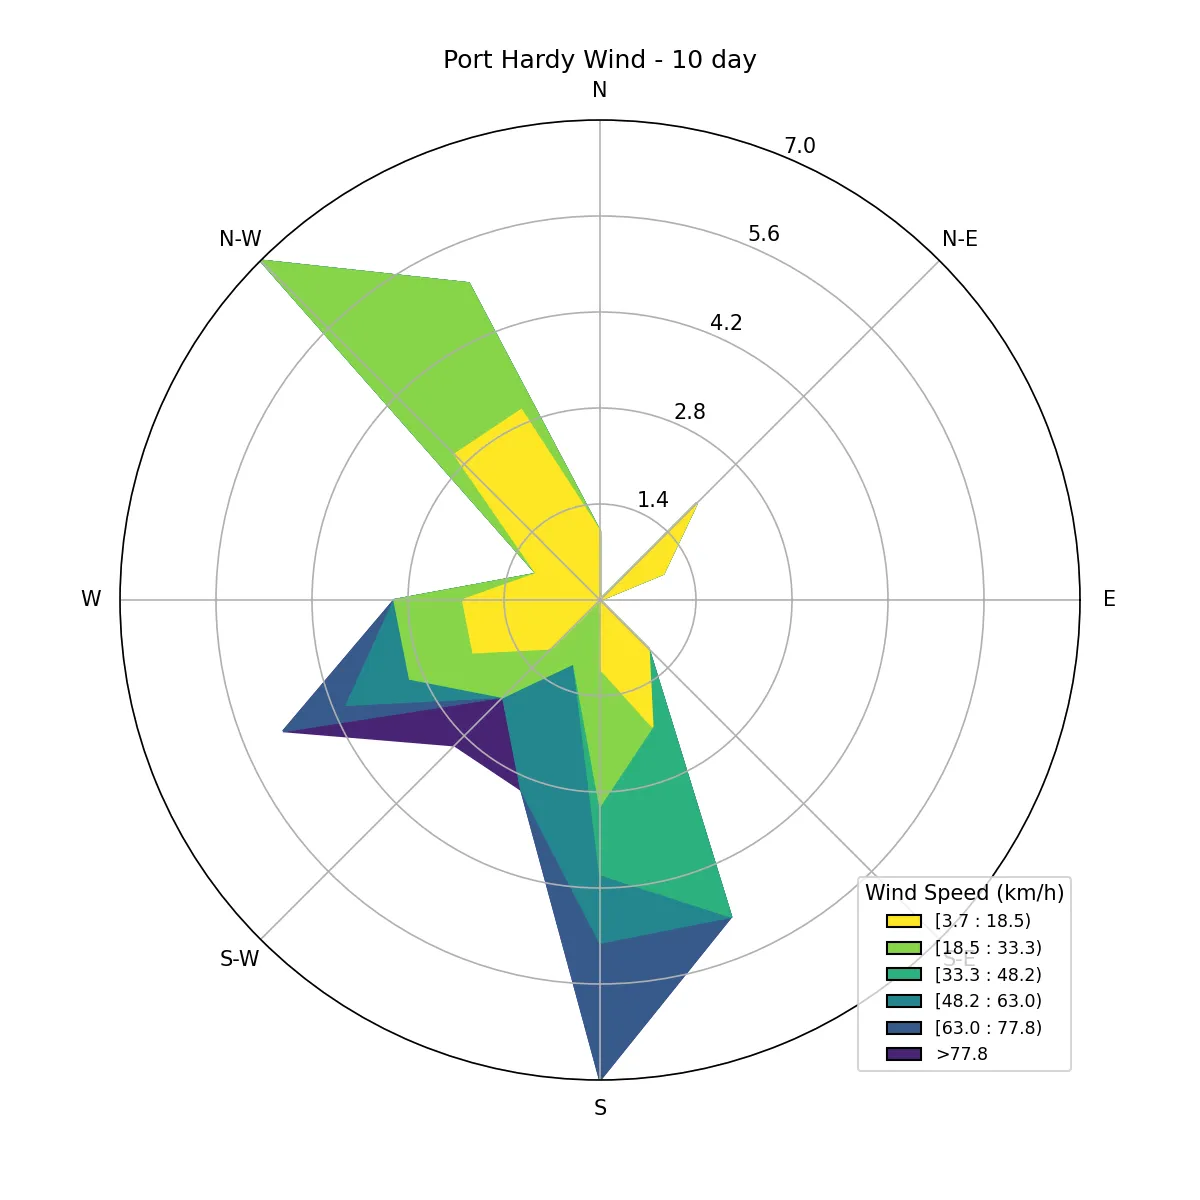 Port Hardy Wind - 10 day
N
7.0
5.6
N-W
N-E
4.2
2.8
1.4
W
E
S-W
S-E
S
Wind Speed (km/h)
[3.7 : 18.5)
[18.5 : 33.3)
[33.3 : 48.2)
[48.2 : 63.0)
[63.0 : 77.8)
>77.8